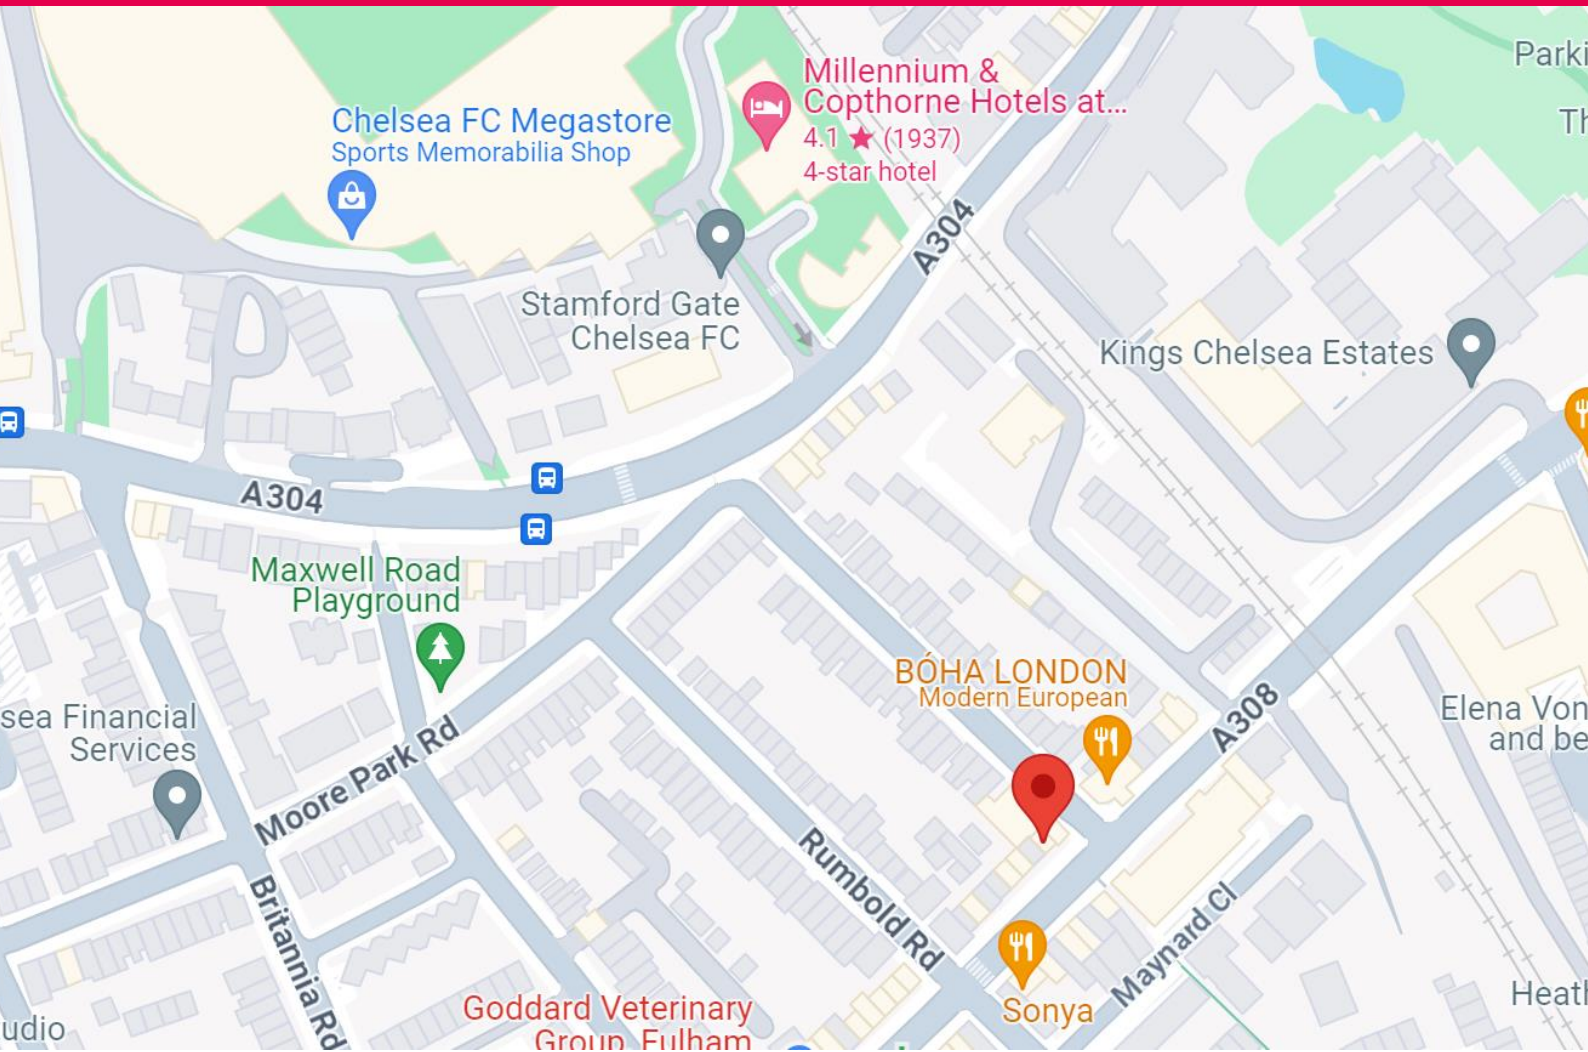 Parki
Millennium &
Copthorne Hotels at...
4.1 ★ (1937)
4-star hotel
Th
Chelsea FC Megastore
Sports Memorabilia Shop
A304
Stamford Gate
Chelsea FC
Kings Chelsea Estates
A304
Maxwell Road
Playground
BÓHA LONDON
Modern European
A308
Elena Von
and be
sea Financial
Services
Moore Park Rd
Rumbold Rd
Britannia Rd
Maynard Cl
Sonya
Heath
Goddard Veterinary
Group, Fulham
udio